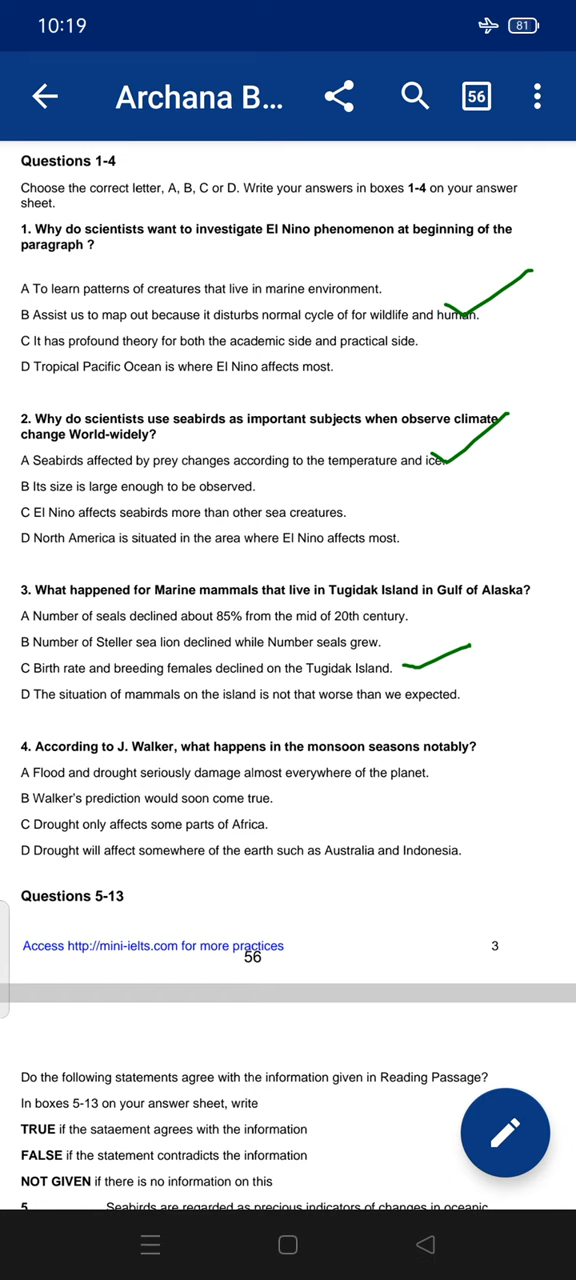 10:19
81
Archana B...
56
Questions 1-4
Choose the correct letter, A, B, C or D. Write your answers in boxes 1-4 on your answer
sheet.
1. Why do scientists want to investigate El Nino phenomenon at beginning of the
paragraph ?
A To learn patterns of creatures that live in marine environment.
B Assist us to map out because it disturbs normal cycle of for wildlife and human.
C It has profound theory for both the academic side and practical side.
D Tropical Pacific Ocean is where El Nino affects most.
2. Why do scientists use seabirds as important subjects when observe climate
change World-widely?
A Seabirds affected by prey changes according to the temperature and ice.
B Its size is large enough to be observed.
C El Nino affects seabirds more than other sea creatures.
D North America is situated in the area where El Nino affects most.
3. What happened for Marine mammals that live in Tugidak Island in Gulf of Alaska?
A Number of seals declined about 85% from the mid of 20th century.
B Number of Steller sea lion declined while Number seals grew.
C Birth rate and breeding females declined on the Tugidak Island.
D The situation of mammals on the island is not that worse than we expected.
4. According to J. Walker, what happens in the monsoon seasons notably?
A Flood and drought seriously damage almost everywhere of the planet.
B Walker's prediction would soon come true.
C Drought only affects some parts of Africa.
D Drought will affect somewhere of the earth such as Australia and Indonesia.
Questions 5-13
Access http://mini-ielts.com for more practices
3
56
Do the following statements agree with the information given in Reading Passage?
In boxes 5-13 on your answer sheet, write
TRUE if the sataement agrees with the information
FALSE if the statement contradicts the information
NOT GIVEN if there is no information on this
5 Seabirds are regarded as precious indicators of changes in oceanic